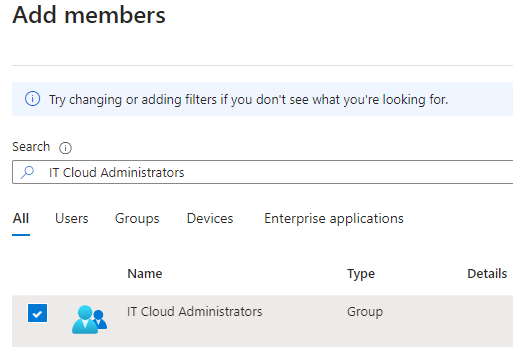 Add members
Try changing or adding filters if you don't see what you're looking for.
Search
IT Cloud Administrators
All Users Groups Devices Enterprise applications
Name Type Details
IT Cloud Administrators Group